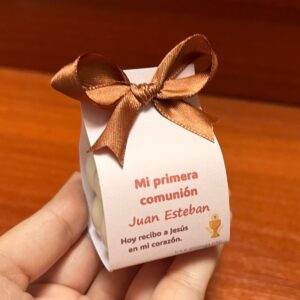 Mi primera
comunión
Juan Esteban
Hoy recibo a Jesús
en mi corazón.